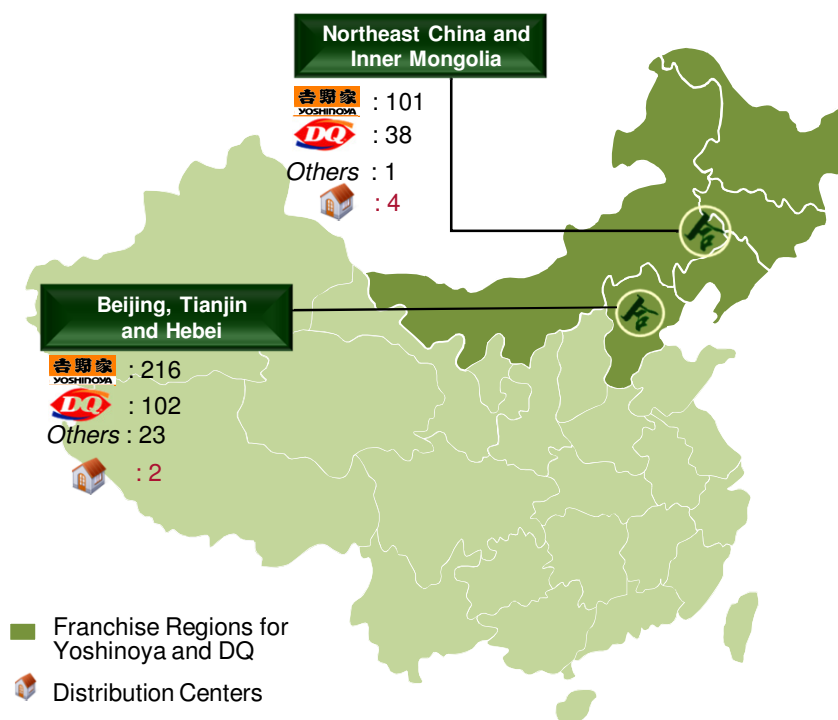 Northeast China and
Inner Mongolia
吉野家
YOSHINOYA : 101
DQ : 38
Others : 1
: 4
Beijing, Tianjin
and Hebei
吉野家
YOSHINOYA : 216
DQ : 102
Others : 23
: 2
Franchise Regions for
Yoshinoya and DQ
Distribution Centers